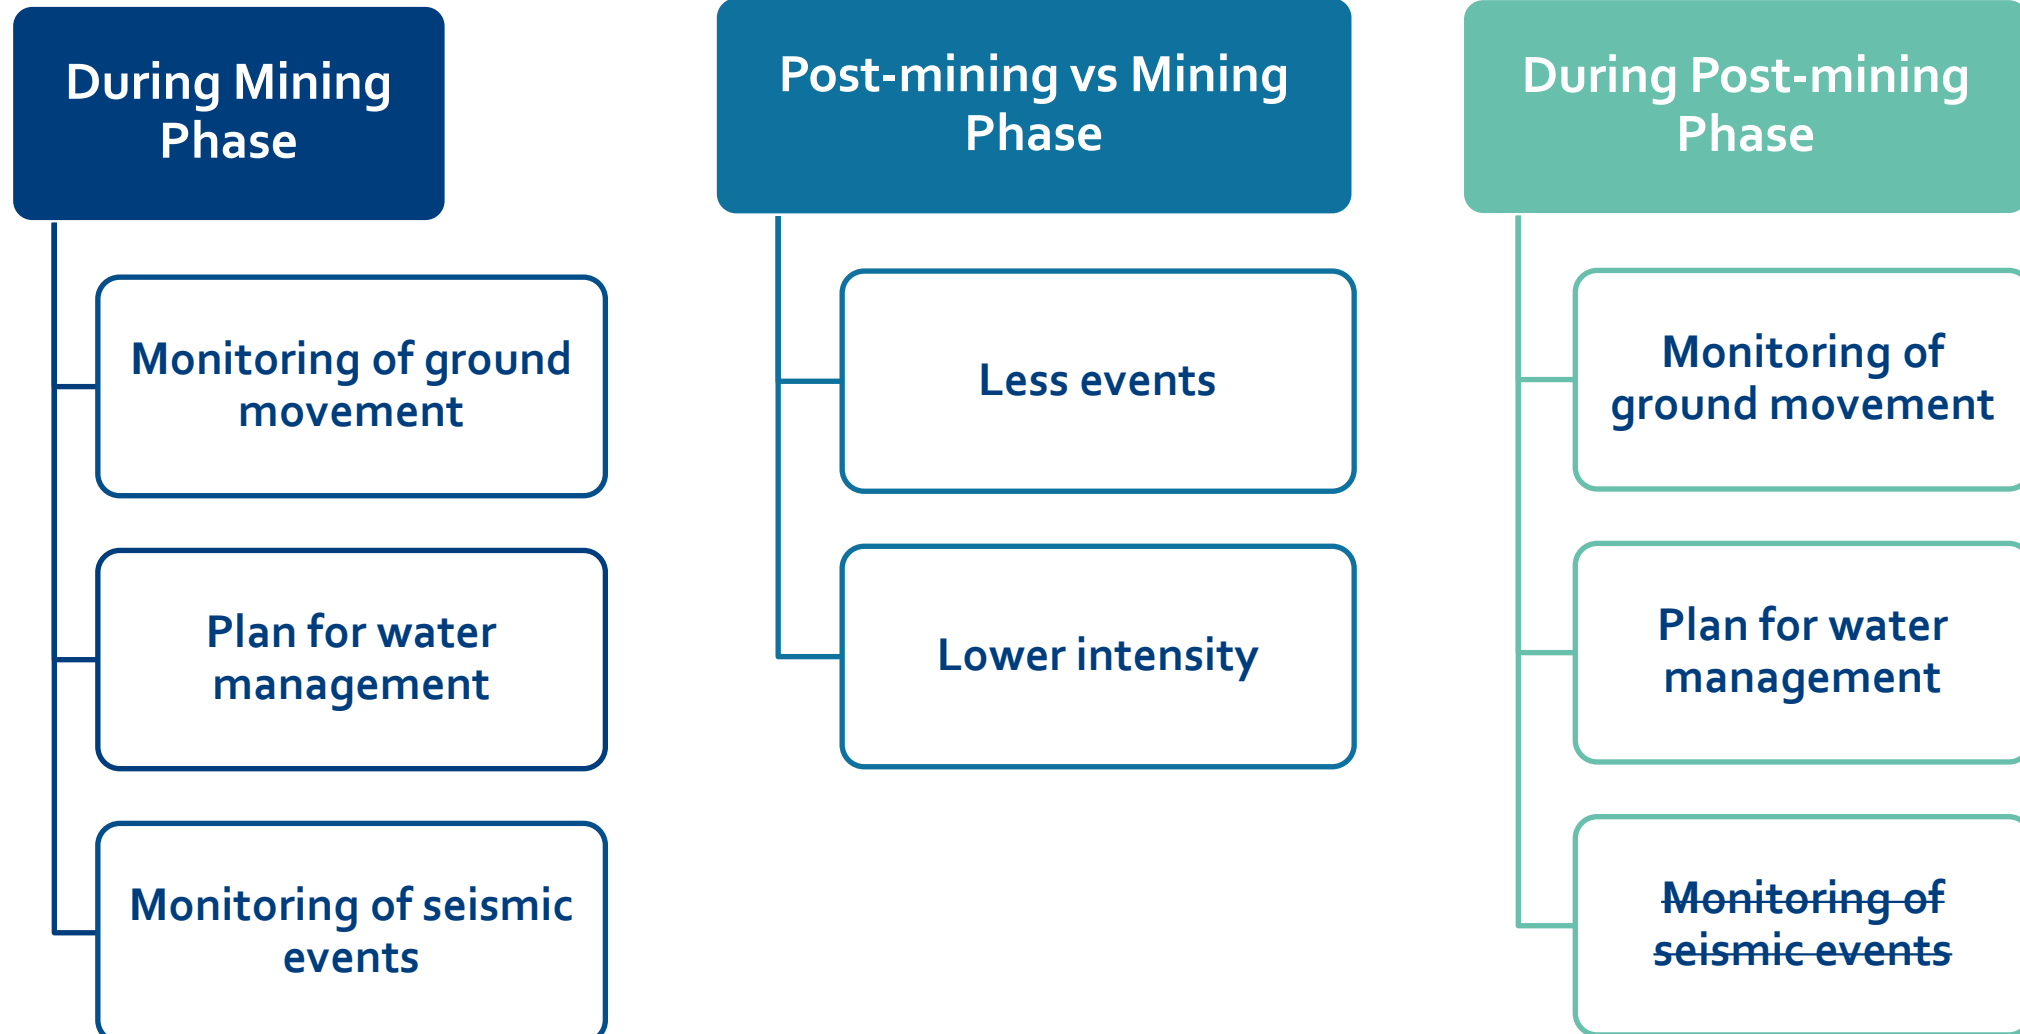 During Mining
Phase
Monitoring of ground
movement
Plan for water
management
Monitoring of seismic
events
Post-mining vs Mining
Phase
Less events
Lower intensity
During Post-mining
Phase
Monitoring of
ground movement
Plan for water
management
Monitoring of
seismic events